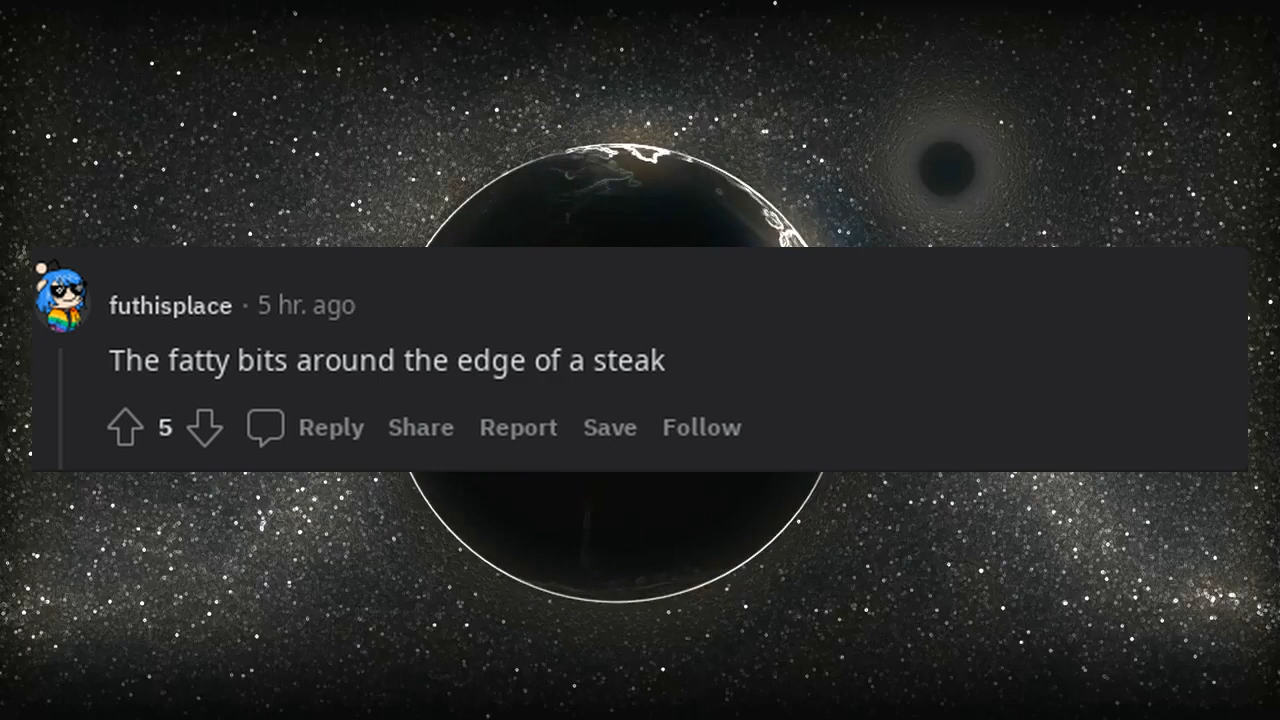 futhisplace · 5 hr. ago
The fatty bits around the edge of a steak
5 Reply Share Report Save Follow